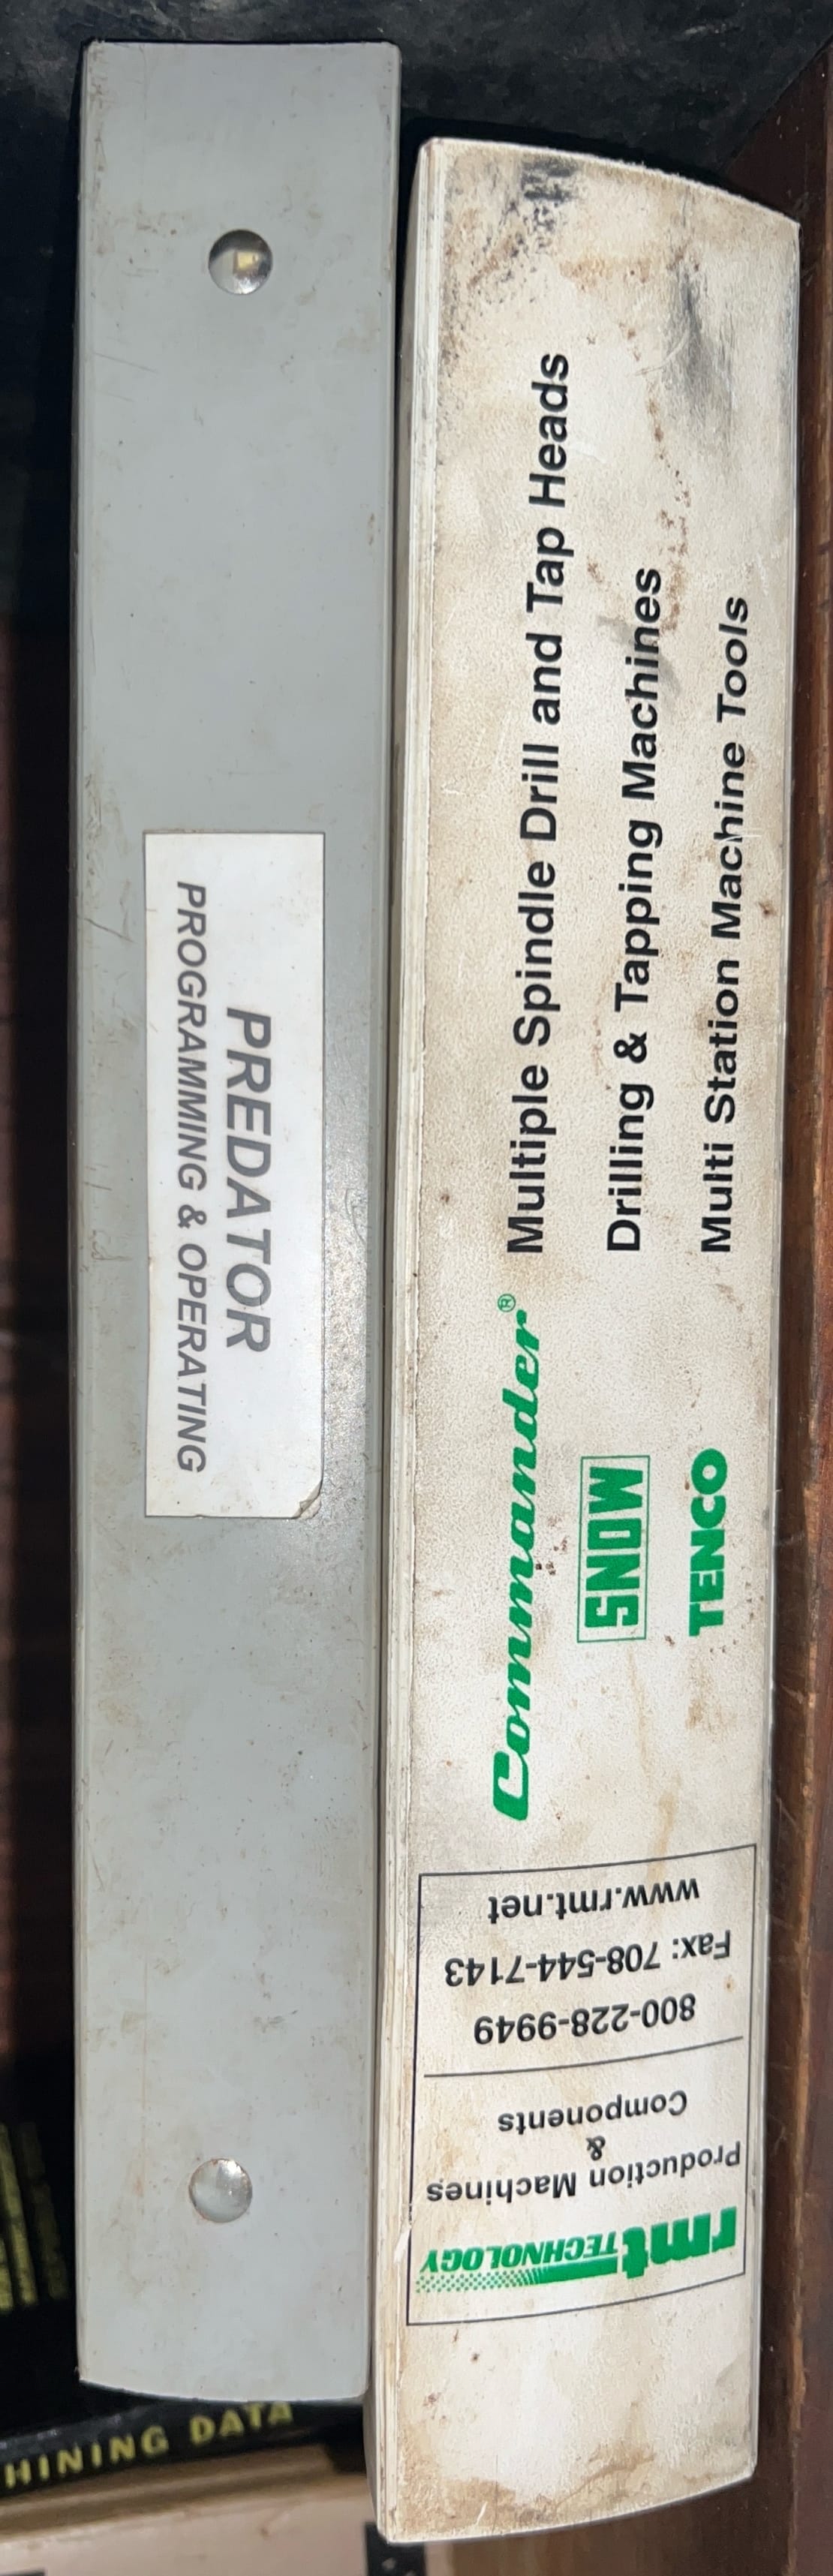 PREDATOR
PROGRAMMING & OPERATING
rmt TECHNOLOGY
Production Machines
&
Components
800-228-9949
Fax: 708-544-7143
www.rmt.net
Commander® Multiple Spindle Drill and Tap Heads
SNOW Drilling & Tapping Machines
TENCO Multi Station Machine Tools
HINING DATA